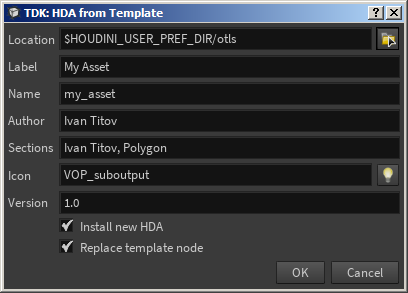 TDK: HDA from Template
Location $HOUDINI_USER_PREF_DIR/otls
Label My Asset
Name my_asset
Author Ivan Titov
Sections Ivan Titov, Polygon
Icon VOP_suboutput
Version 1.0
Install new HDA
Replace template node
OK Cancel